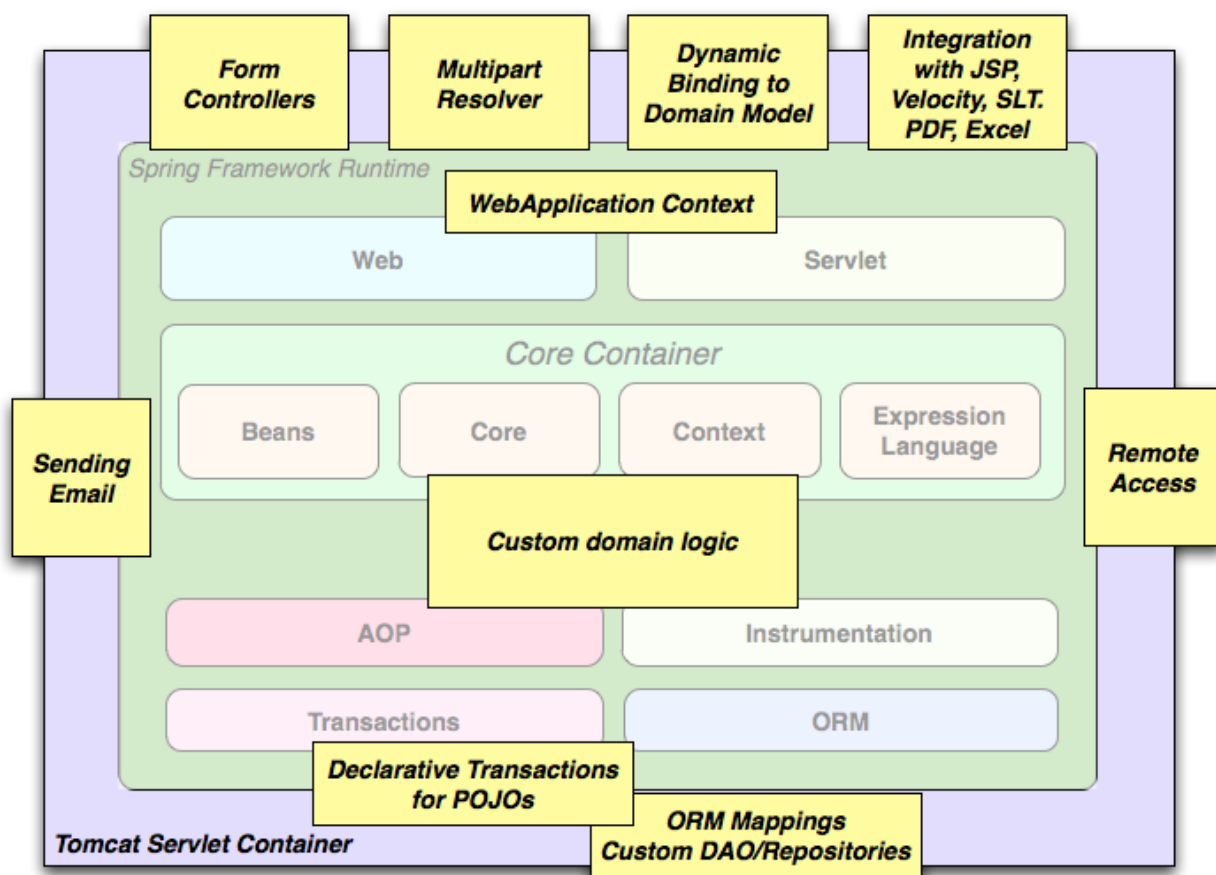 Form
Controllers
Multipart
Resolver
Dynamic
Binding to
Domain Model
Integration
with JSP,
Velocity, SLT.
PDF, Excel
Spring Framework Runtime
WebApplication Context
Web
Servlet
Core Container
Beans
Core
Context
Expression
Language
Sending
Email
Remote
Access
Custom domain logic
AOP
Instrumentation
Transactions
ORM
Declarative Transactions
for POJOs
ORM Mappings
Custom DAO/Repositories
Tomcat Servlet Container